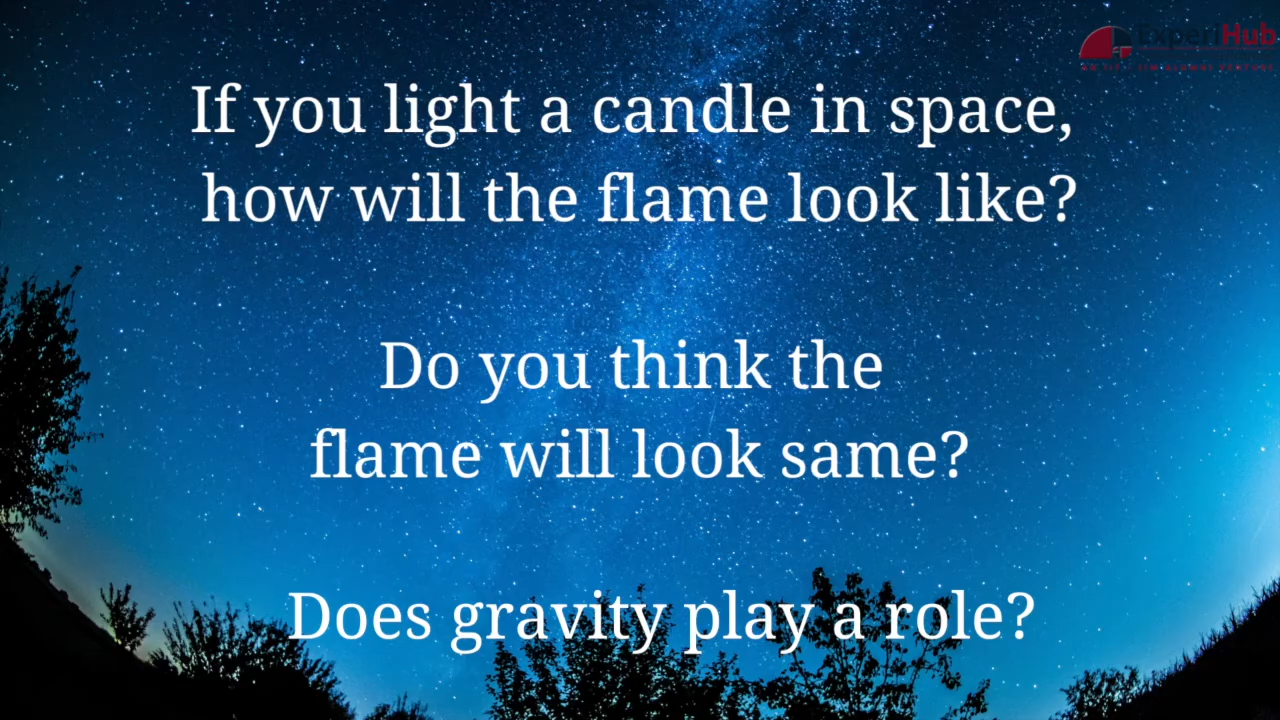 ExperiHub
If you light a candle in space,
how will the flame look like?
Do you think the
flame will look same?
Does gravity play a role?